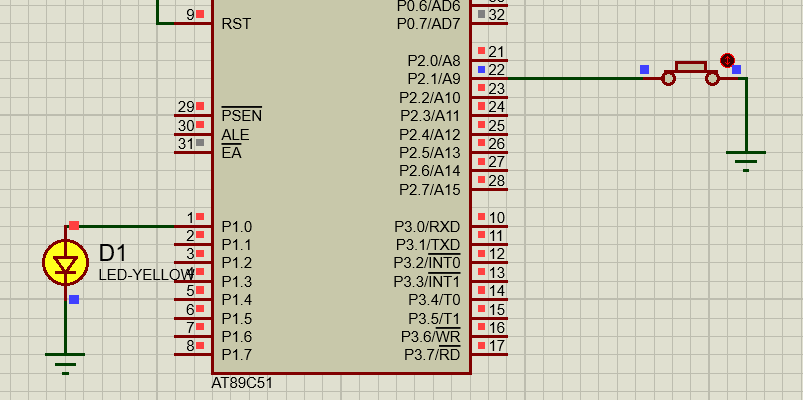 P0.6/AD6
9 RST P0.7/AD7 32
P2.0/A8 21
P2.1/A9 22
P2.2/A10 23
29 PSEN P2.3/A11 24
30 ALE P2.4/A12 25
31 EA P2.5/A13 26
P2.6/A14 27
P2.7/A15 28
1 P1.0 P3.0/RXD 10
2 P1.1 P3.1/TXD 11
D1
3 P1.2 P3.2/INT0 12
LED-YELLOW
4 P1.3 P3.3/INT1 13
5 P1.4 P3.4/T0 14
6 P1.5 P3.5/T1 15
7 P1.6 P3.6/WR 16
8 P1.7 P3.7/RD 17
AT89C51